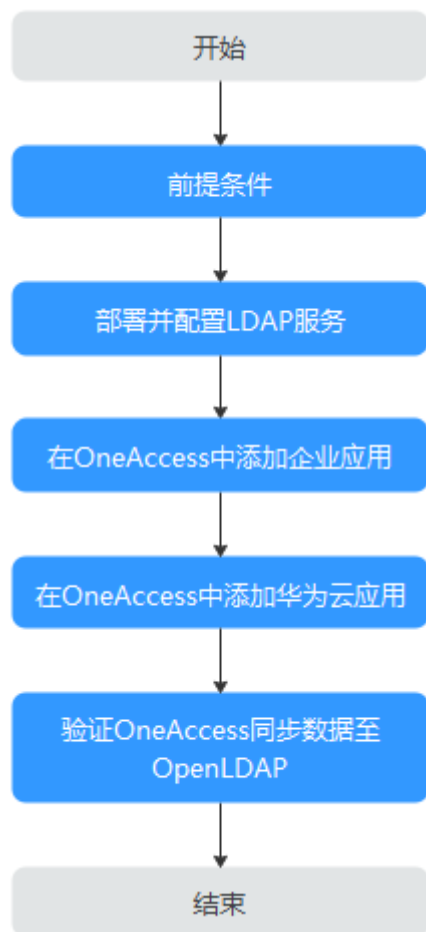 开始
前提条件
部署并配置LDAP服务
在OneAccess中添加企业应用
在OneAccess中添加华为云应用
验证OneAccess同步数据至
OpenLDAP
结束